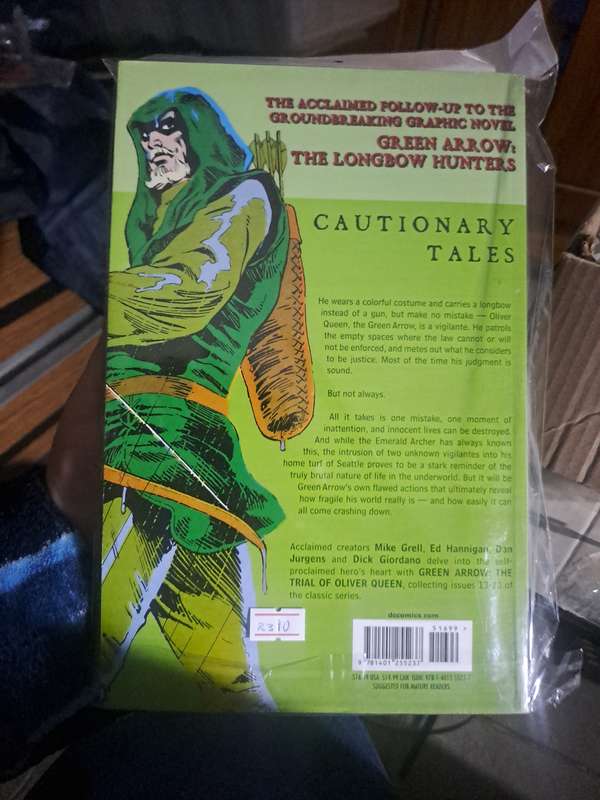 THE ACCLAIMED FOLLOW-UP TO THE
GROUNDBREAKING GRAPHIC NOVEL
GREEN ARROW:
THE LONGBOW HUNTERS
CAUTIONARY
TALES
He wears a colorful costume and carries a longbow
instead of a gun, but make no mistake — Oliver
Queen, the Green Arrow, is a vigilante. He patrols
the empty spaces where the law cannot or will
not be enforced, and metes out what he considers
to be justice. Most of the time his judgment is
sound.
But not always.
All it takes is one mistake, one moment of
inattention, and innocent lives can be destroyed.
And while the Emerald Archer has always known
this, the intrusion of two unknown vigilantes into his
home turf of Seattle proves to be a stark reminder of the
truly brutal nature of life in the underworld. But it will be
Green Arrow's own flawed actions that ultimately reveal
how fragile his world really is — and how easily it can
all come crashing down.
Acclaimed creators Mike Grell, Ed Hannigan, Dan
Jurgens and Dick Giordano delve into the self-
proclaimed hero's heart with GREEN ARROW: THE
TRIAL OF OLIVER QUEEN, collecting issues of
the classic series.
R310
dccomics.com
51699 >
9 781401 255237
USA $19.99 CAN ISBN:
SUGGESTED FOR MATURE READERS